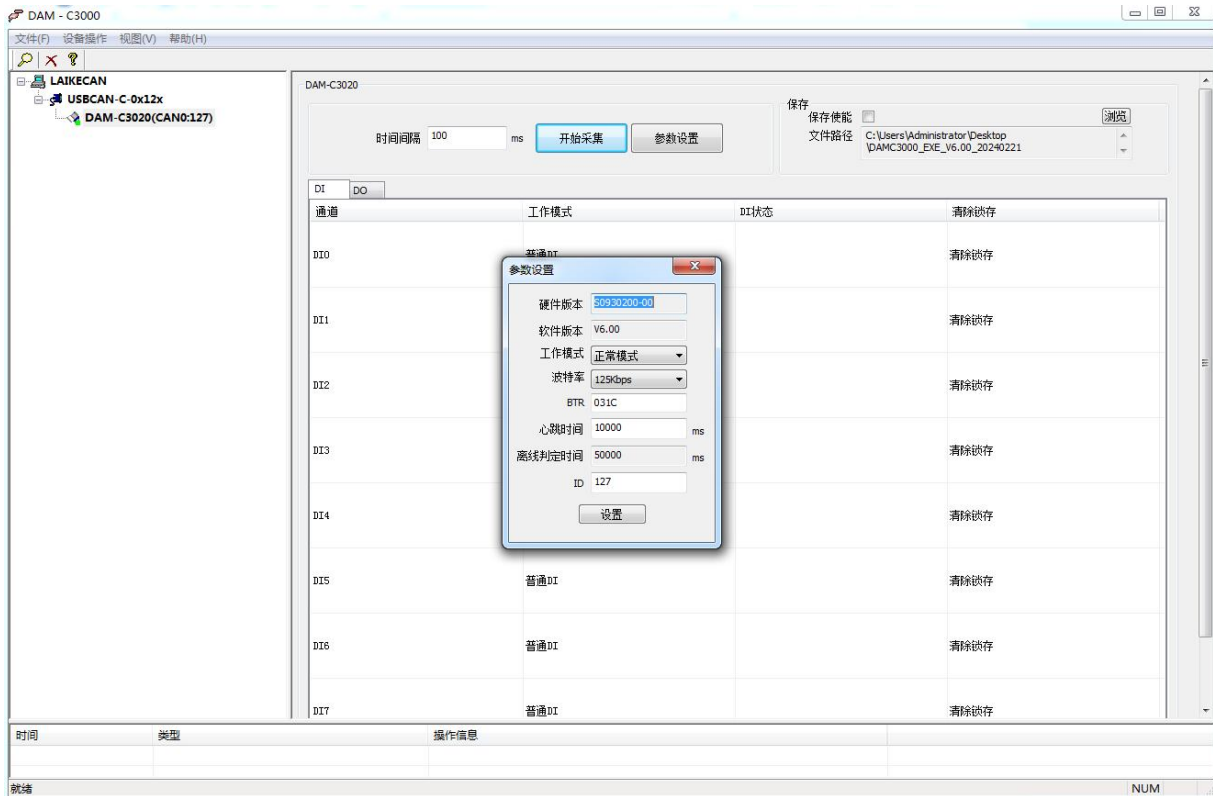 DAM - C3000
文件(F) 设备操作 视图(V) 帮助(H)
LAIKECAN
USBCAN-C-0x12x
DAM-C3020(CAN0:127)
DAM-C3020
时间间隔 100 ms 开始采集 参数设置
保存
保存使能 浏览
文件路径 C:\Users\Administrator\Desktop
\DAMC3000_EXE_V6.00_20240221
DI DO
通道 工作模式 DI状态 清除锁存
DI0 普通DI 清除锁存
DI1 清除锁存
DI2 清除锁存
DI3 清除锁存
DI4 清除锁存
DI5 普通DI 清除锁存
DI6 普通DI 清除锁存
DI7 普通DI 清除锁存
参数设置
硬件版本 S0930200-00
软件版本 V6.00
工作模式 正常模式
波特率 125Kbps
BTR 031C
心跳时间 10000 ms
离线判定时间 50000 ms
ID 127
设置
时间 类型 操作信息
就绪 NUM